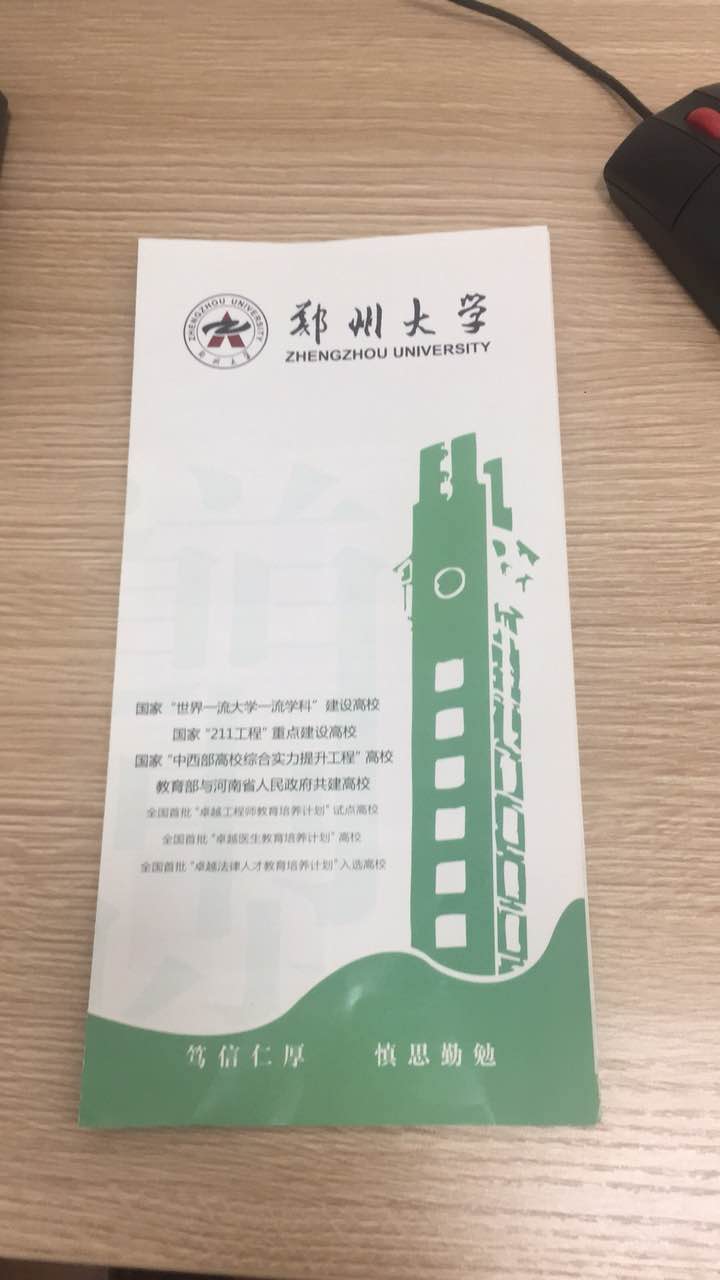 ZHENGZHOU UNIVERSITY
郑州大学
郑州大学
ZHENGZHOU UNIVERSITY
国家“世界一流大学一流学科”建设高校
国家“211工程”重点建设高校
国家“中西部高校综合实力提升工程”高校
教育部与河南省人民政府共建高校
全国首批“卓越工程师教育培养计划”试点高校
全国首批“卓越医生教育培养计划”高校
全国首批“卓越法律人才教育培养计划”入选高校
笃信仁厚 慎思勤勉